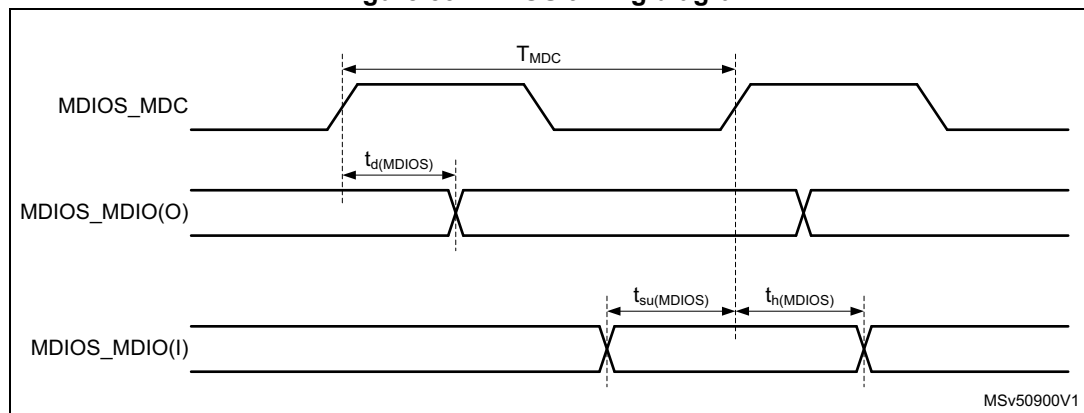 T_MDC
MDIOS_MDC
t_d(MDIOS)
MDIOS_MDIO(O)
t_su(MDIOS) t_h(MDIOS)
MDIOS_MDIO(I)
MSv50900V1